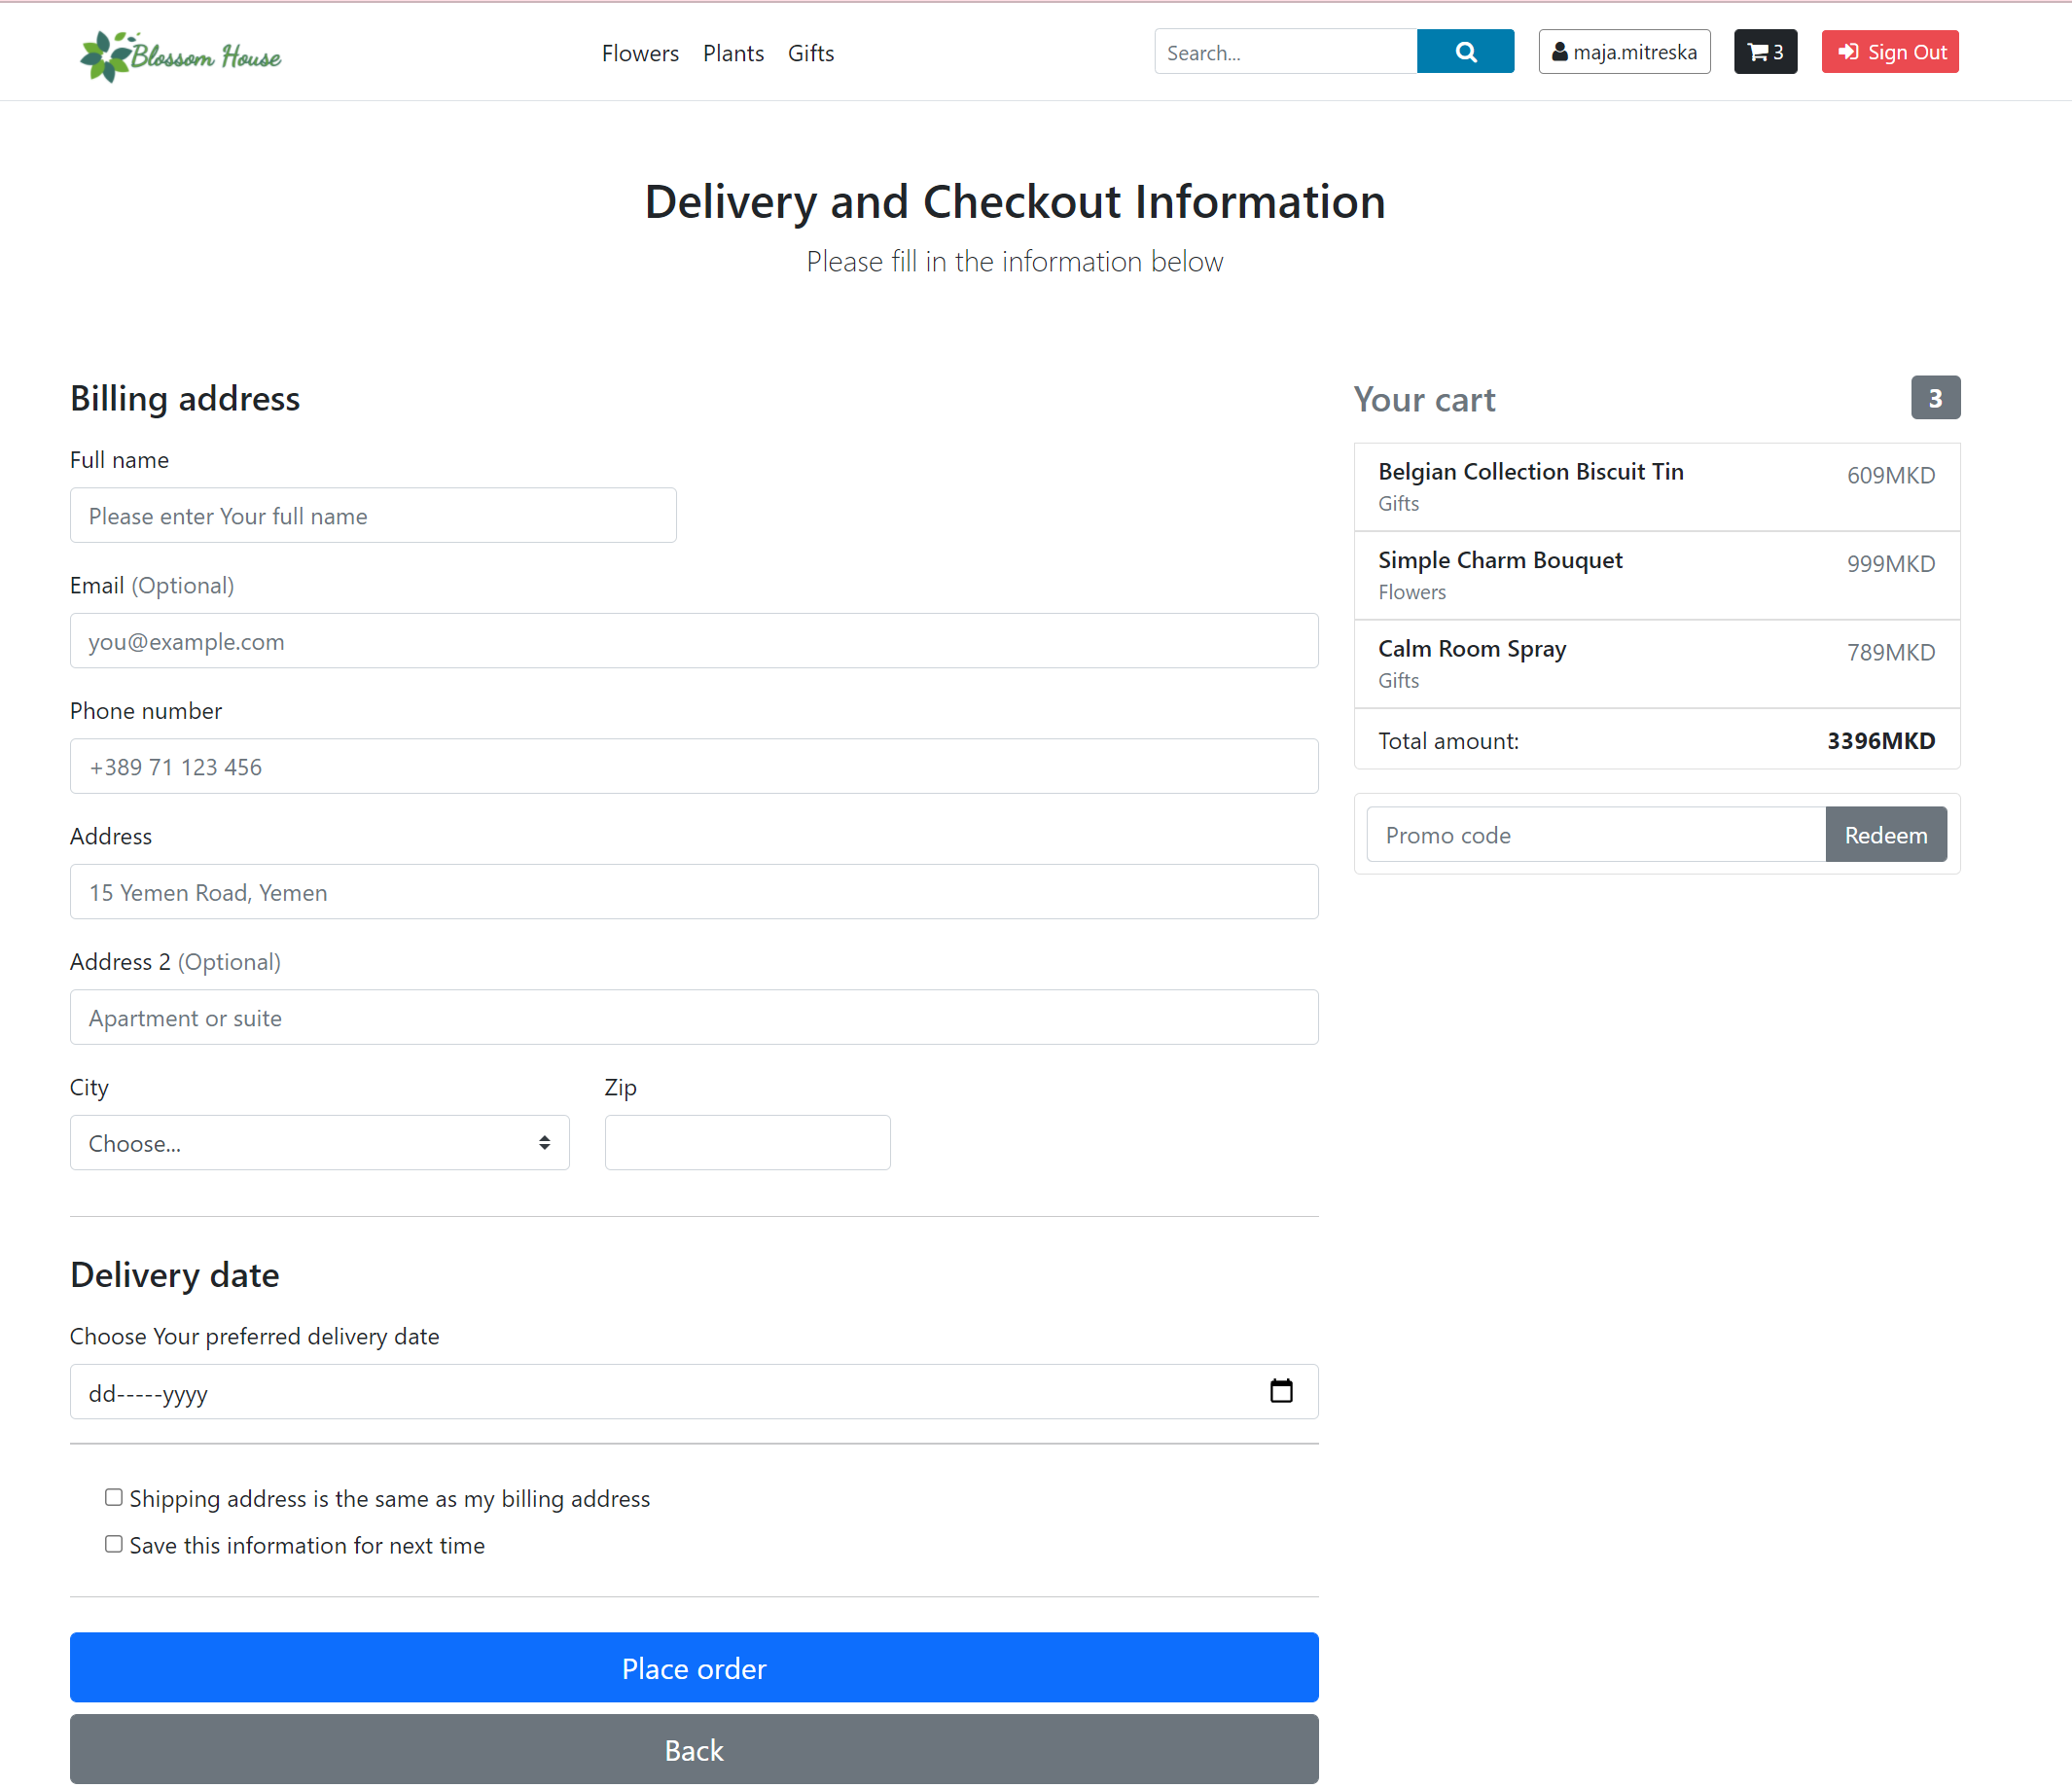 Blossom House
Flowers Plants Gifts
Search...
maja.mitreska
3
Sign Out
Delivery and Checkout Information
Please fill in the information below
Billing address
Full name
Please enter Your full name
Email (Optional)
you@example.com
Phone number
+389 71 123 456
Address
15 Yemen Road, Yemen
Address 2 (Optional)
Apartment or suite
City
Zip
Choose...
Delivery date
Choose Your preferred delivery date
dd-----yyyy
Shipping address is the same as my billing address
Save this information for next time
Place order
Back
Your cart
3
Belgian Collection Biscuit Tin
609MKD
Gifts
Simple Charm Bouquet
999MKD
Flowers
Calm Room Spray
789MKD
Gifts
Total amount:
3396MKD
Promo code
Redeem